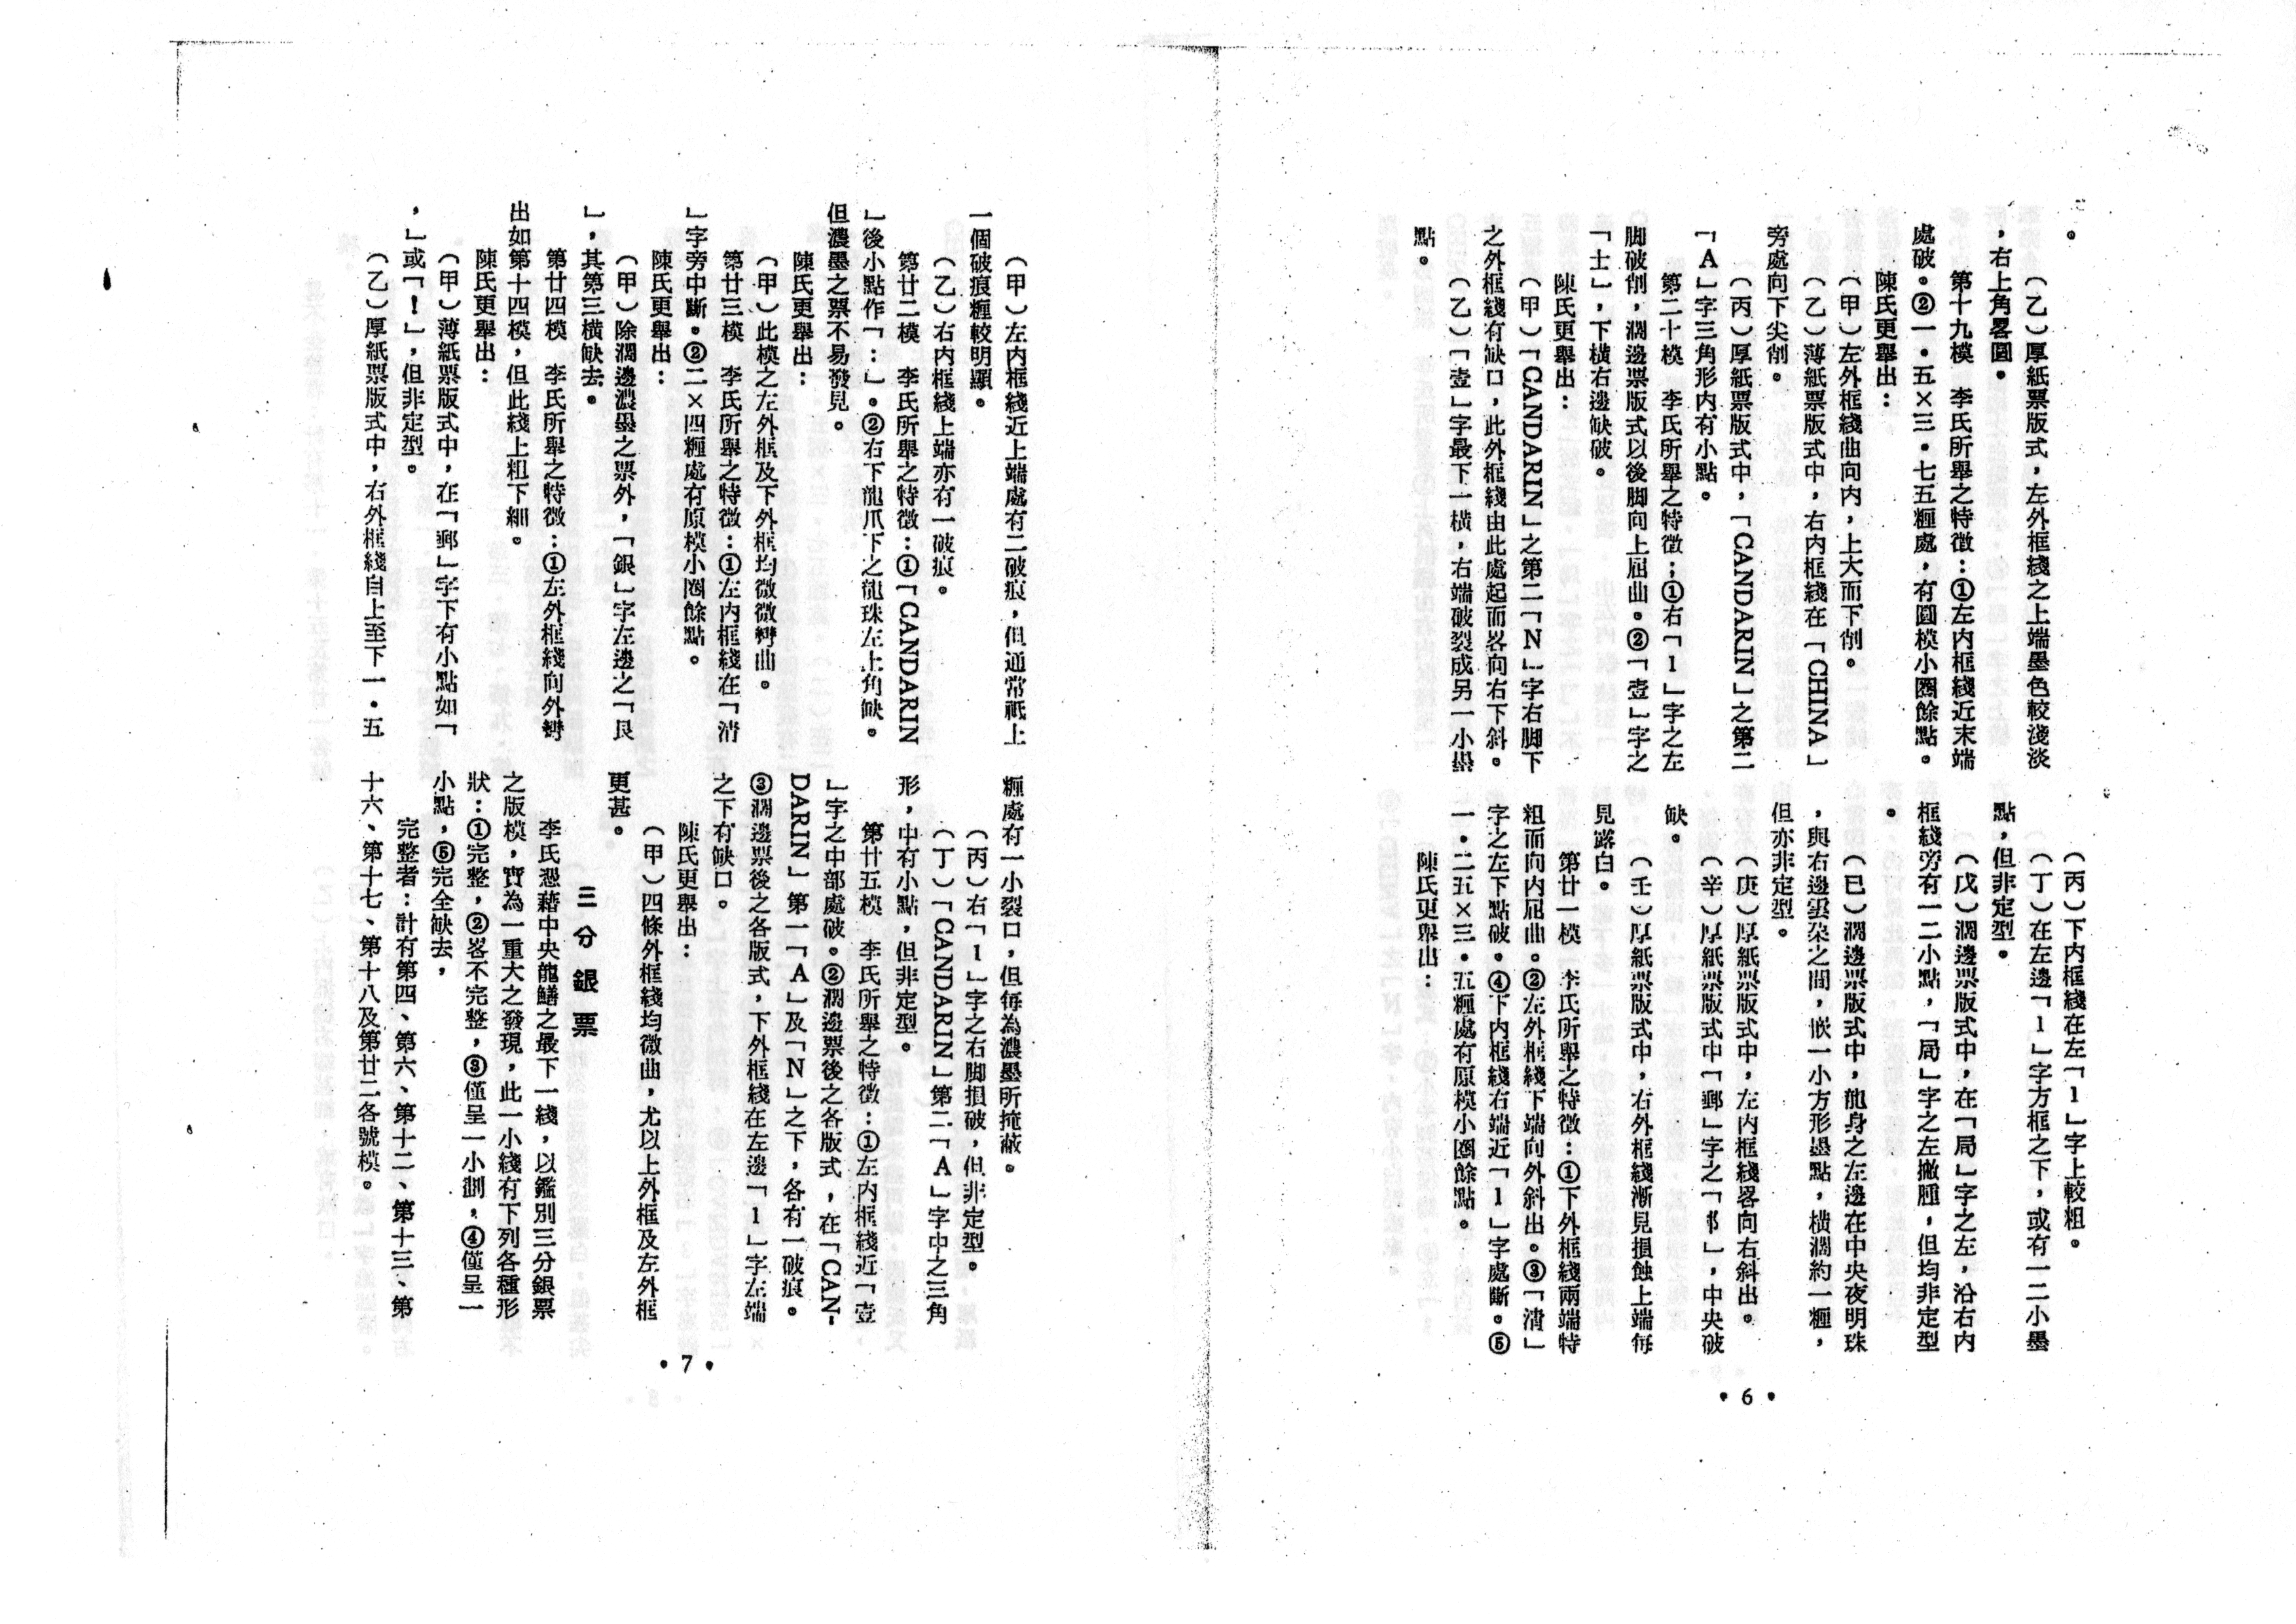 。
（乙）厚紙票版式，左外框綫之上端墨色較淺淡
，右上角畧圓。
第十九模　李氏所舉之特徵：①左內框綫近末端
處破。②一．五×三．七五糎處，有圓模小圈餘點。
陳氏更舉出：
（甲）左外框綫曲向內，上大而下削。
（乙）薄紙票版式中，右內框綫在「CHINA」
旁處向下尖削。
（丙）厚紙票版式中，「CANDARIN」之第二
「A」字三角形內有小點。
第二十模　李氏所舉之特徵；①右「1」字之左
脚破削，濶邊票版式以後脚向上屈曲。②「壹」字之
「士」，下橫右邊缺破。
陳氏更舉出：
（甲）「CANDARIN」之第二「N」字右脚下
之外框綫有缺口，此外框綫由此處起而畧向右下斜。
（乙）「壹」字最下一橫，右端破裂成另一小墨
點。
（丙）下內框綫在左「1」字上較粗。
（丁）在左邊「1」字方框之下，或有一二小墨
點，但非定型。
（戊）濶邊票版式中，在「局」字之左，沿右內
框綫旁有一二小點，「局」字之左撇腫，但均非定型
。
（已）濶邊票版式中，龍身之左邊在中央夜明珠
，與右邊雲朶之間，嵌一小方形墨點，橫濶約一糎，
但亦非定型。
（庚）厚紙票版式中，左內框綫畧向右斜出。
（辛）厚紙票版式中「郵」字之「阝」，中央破
缺。
（壬）厚紙票版式中，右外框綫漸見損蝕上端每
見露白。
第廿一模　李氏所舉之特徵：①下外框綫兩端特
粗而向內屈曲。②左外框綫下端向外斜出。③「清」
字之左下點破。④下內框綫右端近「1」字處斷。⑤
一．二五×三．五糎處有原模小圈餘點。
陳氏更舉出：
• 6 •
（甲）左內框綫近上端處有二破痕，但通常祇上
一個破痕糎較明顯。
（乙）右內框綫上端亦有一破痕。
第廿二模　李氏所舉之特徵：①「CANDARIN
」後小點作「：」。②右下龍爪下之龍珠左上角缺。
但濃墨之票不易發見。
陳氏更舉出：
（甲）此模之左外框及下外框均微微彎曲。
第廿三模　李氏所舉之特徵：①左內框綫在「清
」字旁中斷。②二×四糎處有原模小圈餘點。
陳氏更舉出：
（甲）除濶邊濃墨之票外，「銀」字左邊之「艮
」，其第三橫缺去。
第廿四模　李氏所舉之特徵：①左外框綫向外彎
出如第十四模，但此綫上粗下細。
陳氏更舉出：
（甲）薄紙票版式中，在「郵」字下有小點如「
，」或「！」，但非定型。
（乙）厚紙票版式中，右外框綫自上至下一．五
糎處有一小裂口，但每為濃墨所掩蔽。
（丙）右「1」字之右脚損破，但非定型。
（丁）「CANDARIN」第二「A」字中之三角
形，中有小點，但非定型。
第廿五模　李氏所舉之特徵：①左內框綫近「壹
」字之中部處破。②濶邊票後之各版式，在「CAN-
DARIN」第一「A」及「N」之下，各有一破痕。
③濶邊票後之各版式，下外框綫在左邊「1」字左端
之下有缺口。
陳氏更舉出：
（甲）四條外框綫均微曲，尤以上外框及左外框
更甚。
三分銀票
李氏憑藉中央龍鱔之最下一綫，以鑑別三分銀票
之版模，實為一重大之發現，此一小綫有下列各種形
狀：①完整，②畧不完整，③僅呈一小劃，④僅呈一
小點，⑤完全缺去，
完整者：計有第四、第六、第十二、第十三、第
十六、第十七、第十八及第廿二各號模。
• 7 •